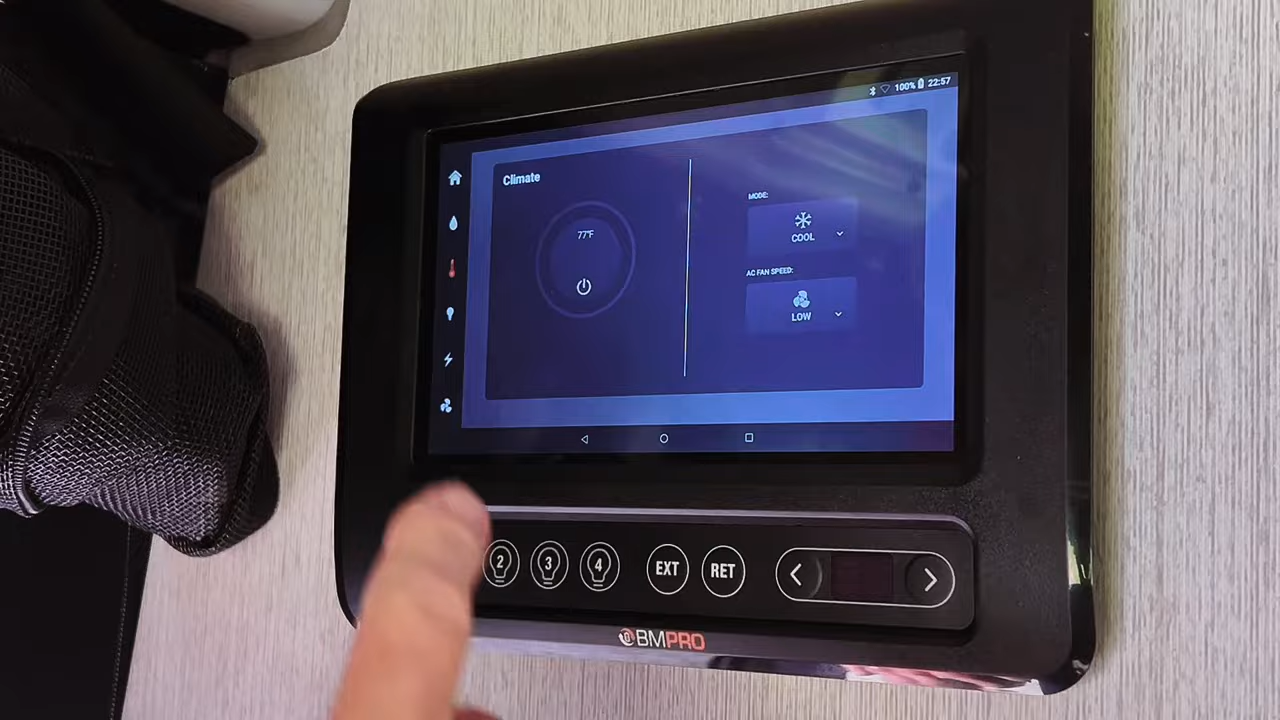 100% 22:57
Climate
77°F
MODE:
COOL
AC FAN SPEED:
LOW
2 3 4 EXT RET
BMPRO